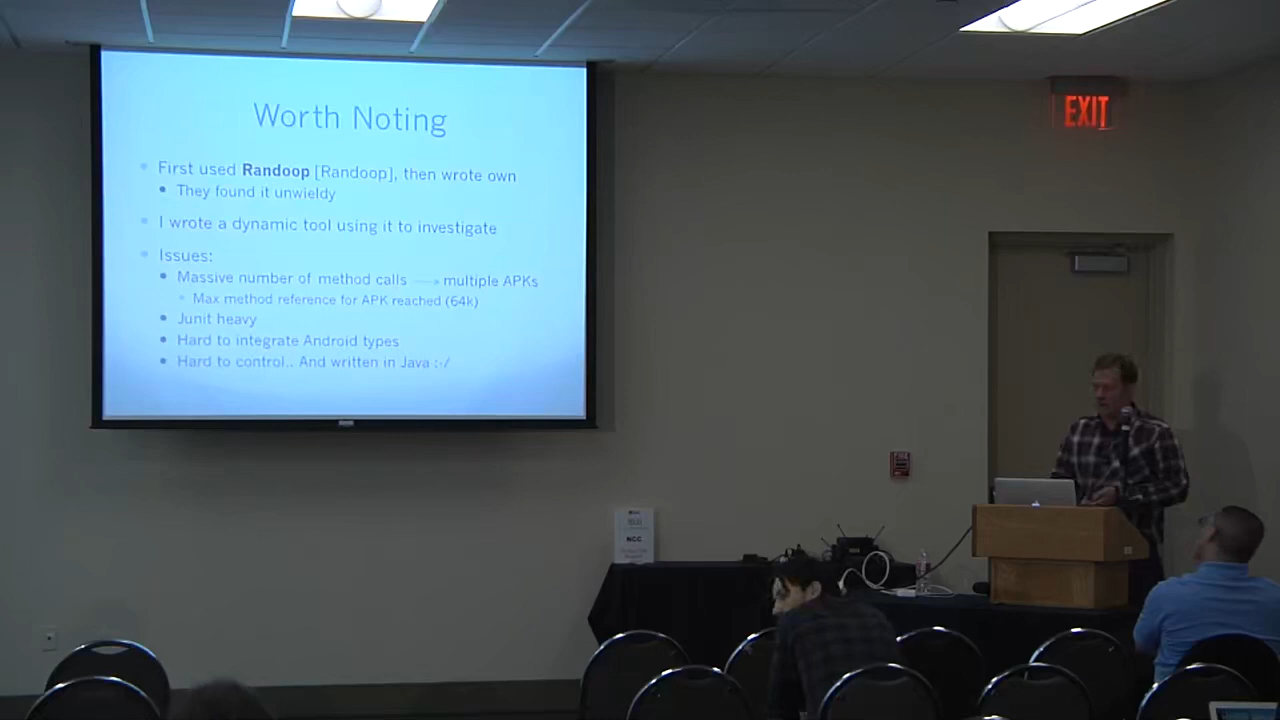 Worth Noting
First used Randoop [Randoop], then wrote own
They found it unwieldy
I wrote a dynamic tool using it to investigate
Issues:
Massive number of method calls → multiple APKs
Max method reference for APK reached (64k)
Junit heavy
Hard to integrate Android types
Hard to control.. And written in Java :-/
EXIT
FIRE
NCC